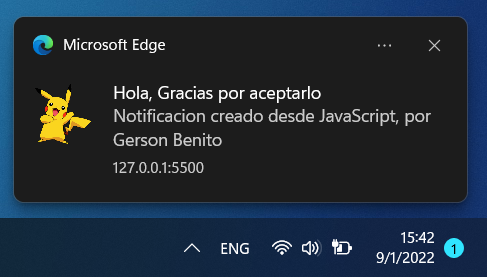 Microsoft Edge
Hola, Gracias por aceptarlo
Notificacion creado desde JavaScript, por
Gerson Benito
127.0.0.1:5500
ENG
15:42
9/1/2022
1